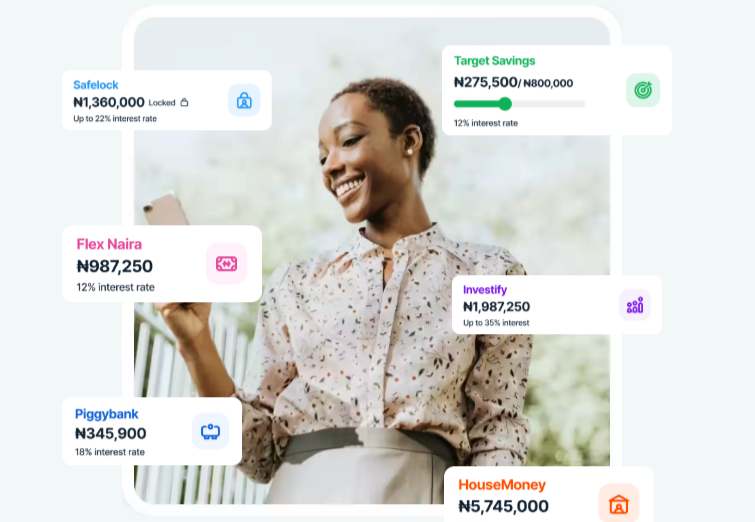 Safelock
₦1,360,000 Locked
Up to 22% interest rate
Target Savings
₦275,500/ ₦800,000
12% interest rate
Flex Naira
₦987,250
12% interest rate
Investify
₦1,987,250
Up to 35% interest
Piggybank
₦345,900
18% interest rate
HouseMoney
₦5,745,000